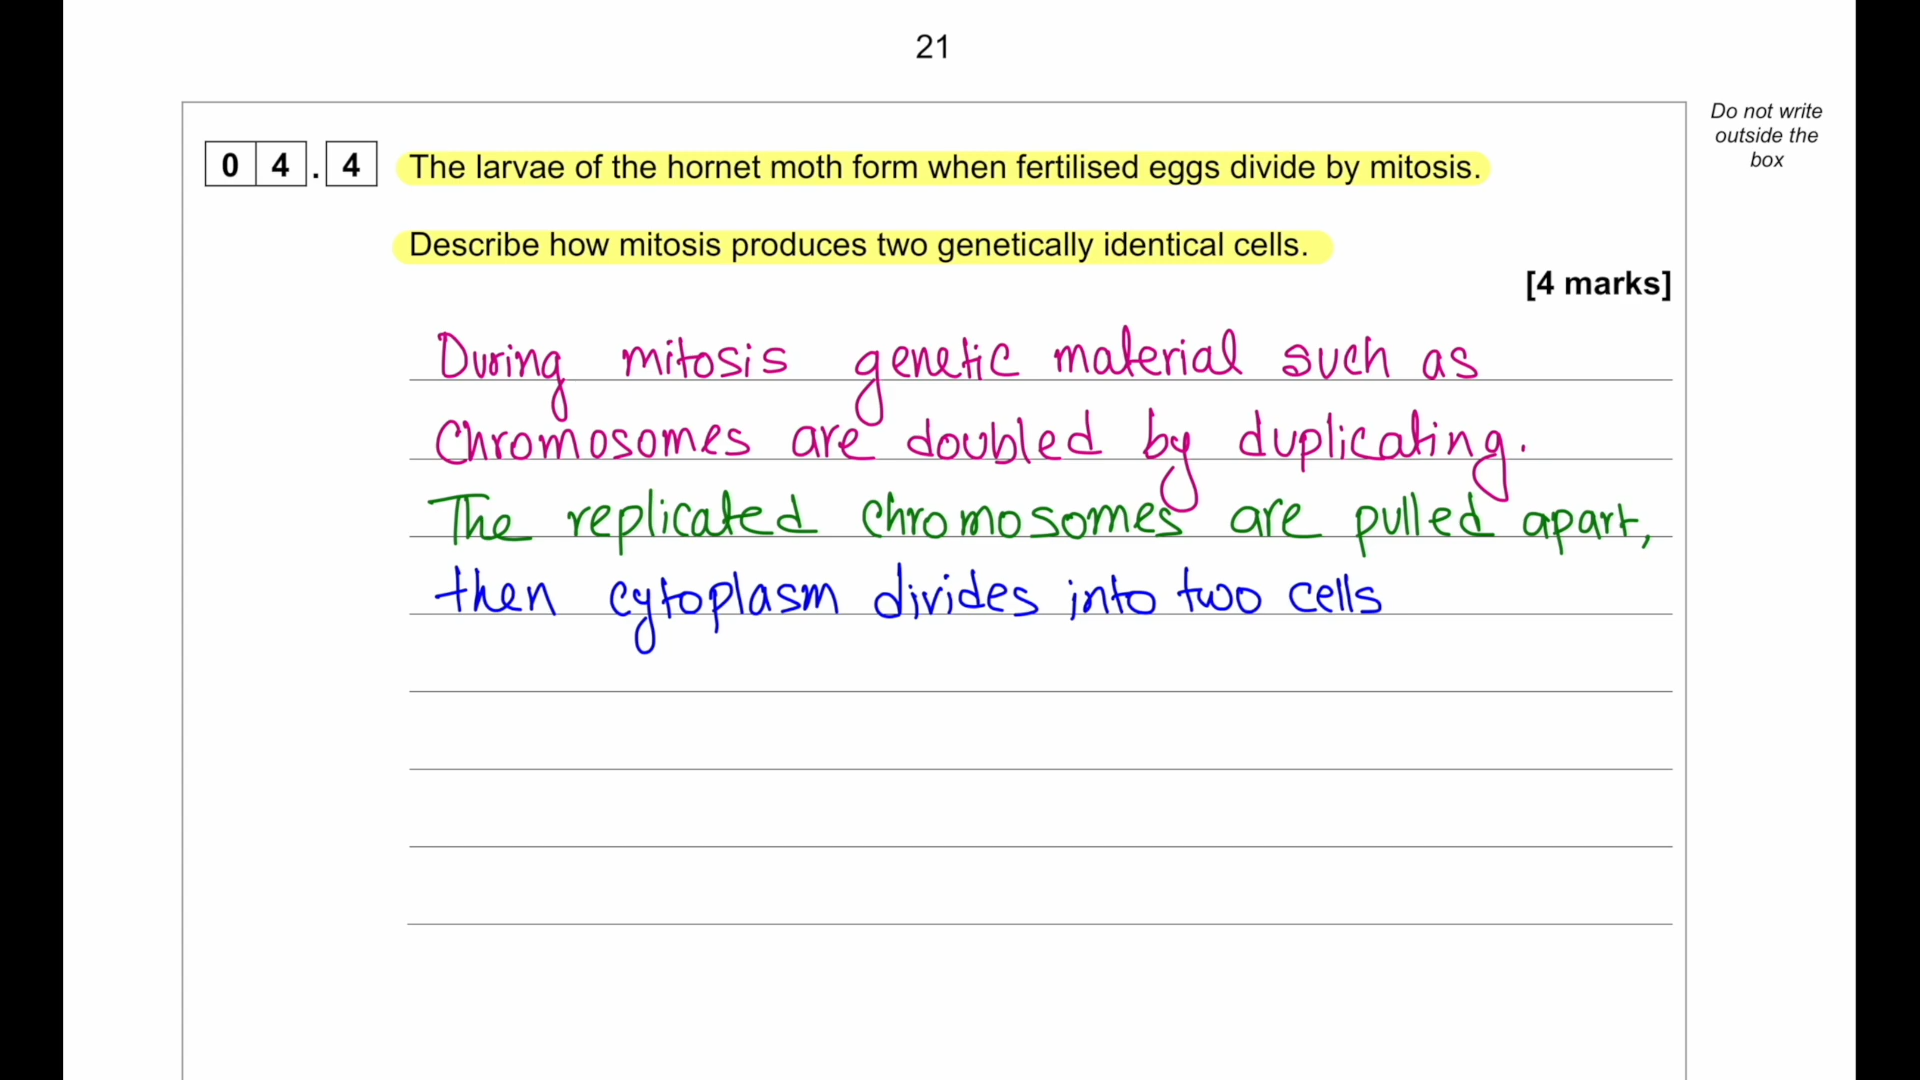 21
Do not write
outside the
box
04.4 The larvae of the hornet moth form when fertilised eggs divide by mitosis.
Describe how mitosis produces two genetically identical cells.
[4 marks]
During mitosis genetic material such as
Chromosomes are doubled by duplicating.
The replicated chromosomes are pulled apart,
then cytoplasm divides into two cells